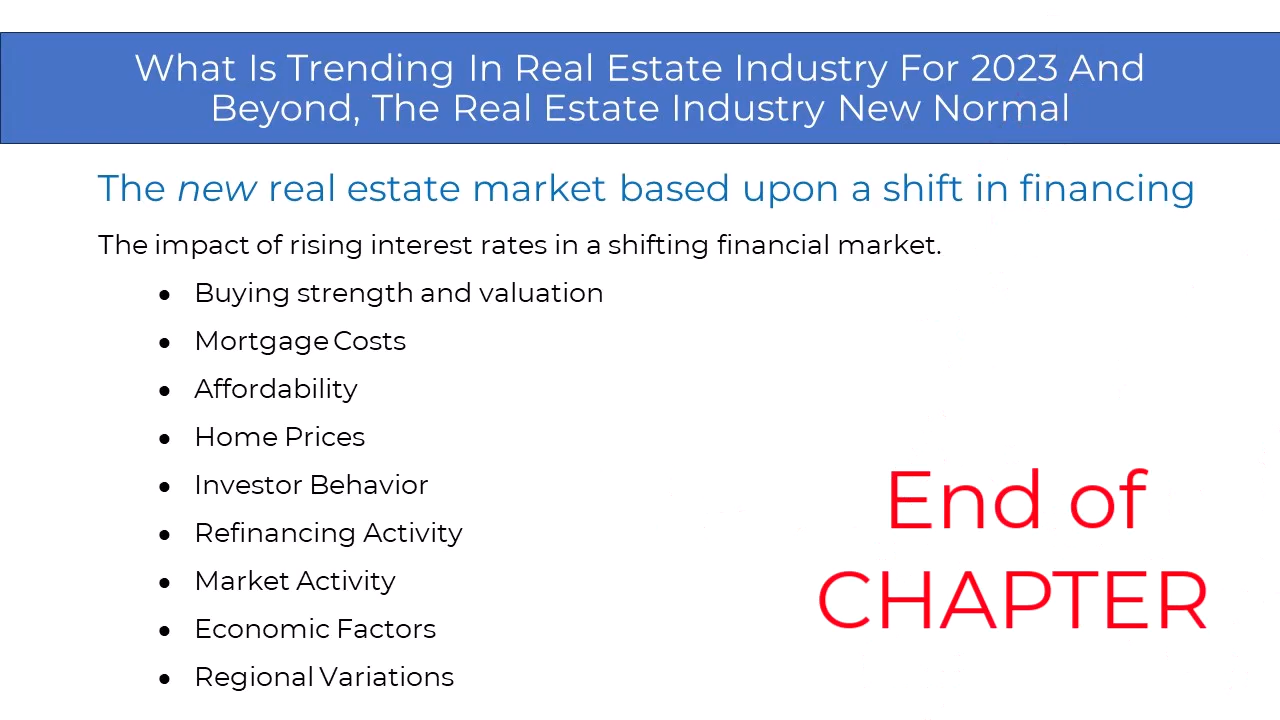 What Is Trending In Real Estate Industry For 2023 And
Beyond, The Real Estate Industry New Normal
The new real estate market based upon a shift in financing
The impact of rising interest rates in a shifting financial market.
● Buying strength and valuation
● Mortgage Costs
● Affordability
● Home Prices
● Investor Behavior
● Refinancing Activity
● Market Activity
● Economic Factors
● Regional Variations
End of
CHAPTER